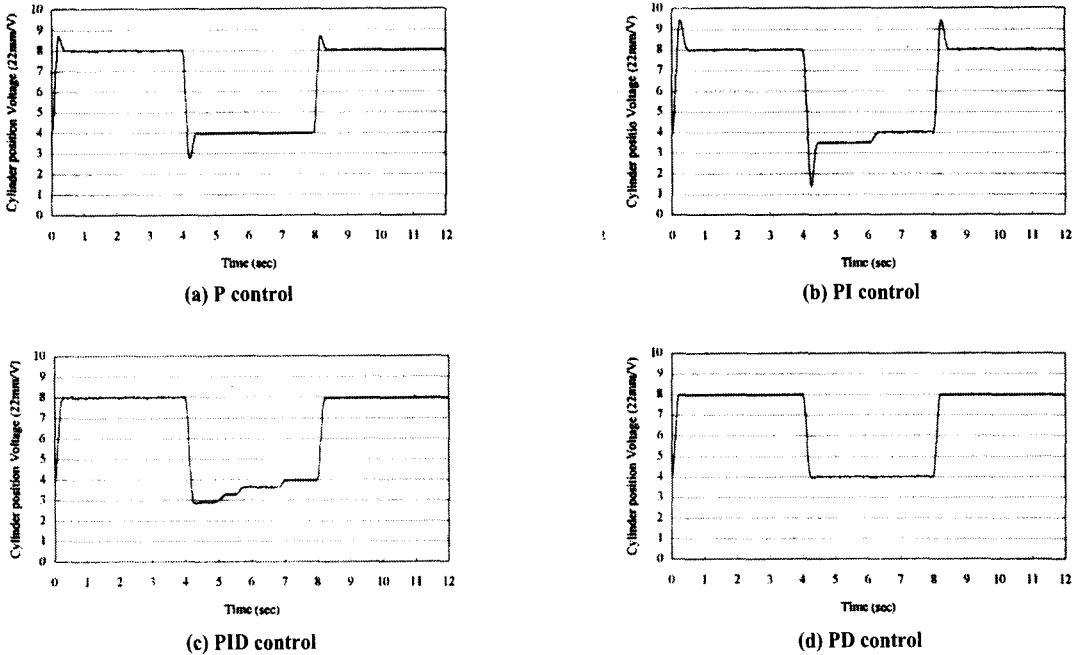 Cylinder position Voltage (22mm/V)
10
9
8
7
6
5
4
3
2
1
0
0 1 2 3 4 5 6 7 8 9 10 11 12
Time (sec)
(a) P control
Cylinder positio Voltage (22mm/V)
10
9
8
7
6
5
4
3
2
1
0
0 1 2 3 4 5 6 7 8 9 10 11 12
Time (sec)
(b) PI control
Cylinder position Voltage (22mm/V)
10
9
8
7
6
5
4
3
2
1
0
0 1 2 3 4 5 6 7 8 9 10 11 12
Time (sec)
(c) PID control
Cylinder position Voltage (22mm/V)
10
9
8
7
6
5
4
3
2
1
0
0 1 2 3 4 5 6 7 8 9 10 11 12
Time (sec)
(d) PD control